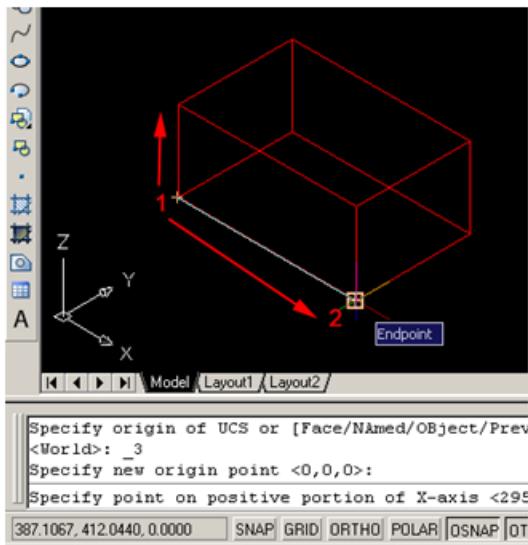 A
Z
Y
X
1
2
Endpoint
Model Layout1 Layout2
Specify origin of UCS or [Face/NAmed/OBject/Prev
<World>: _3
Specify new origin point <0,0,0>:
Specify point on positive portion of X-axis <295
387.1067, 412.0440, 0.0000 SNAP GRID ORTHO POLAR OSNAP OT